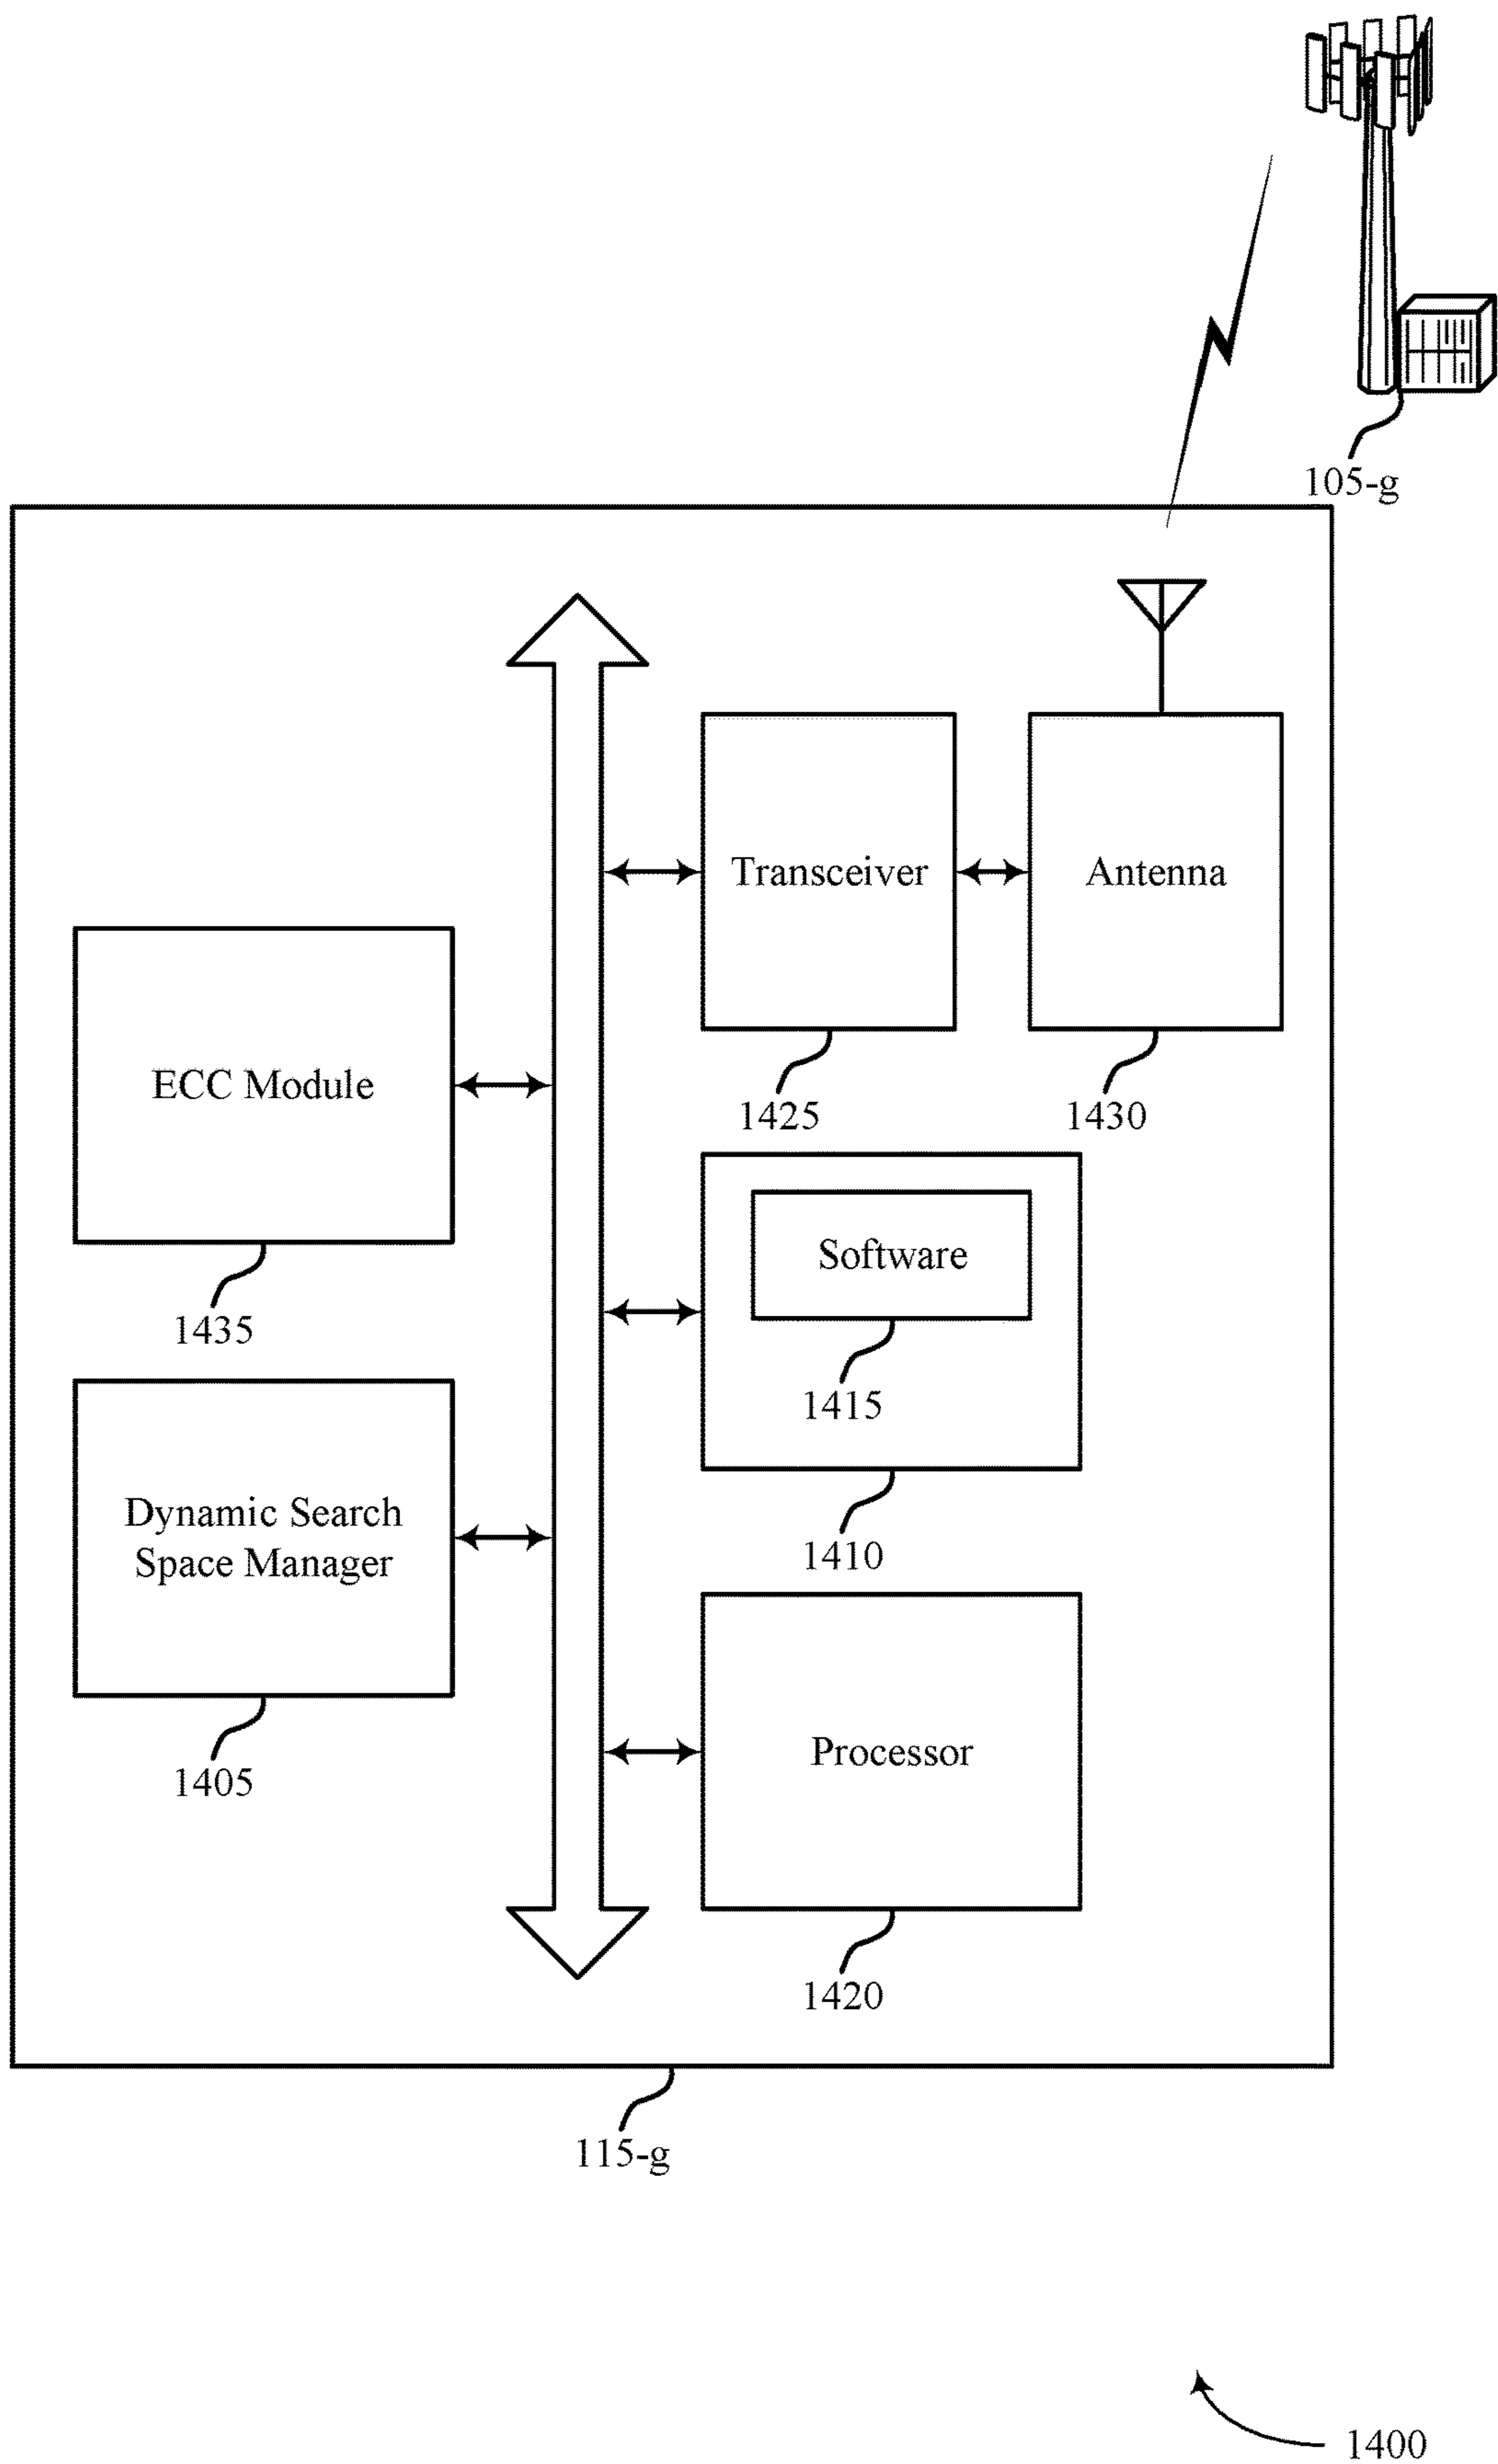 105-g
Transceiver
Antenna
1425
1430
ECC Module
1435
Software
1415
1410
Dynamic Search
Space Manager
1405
Processor
1420
115-g
1400